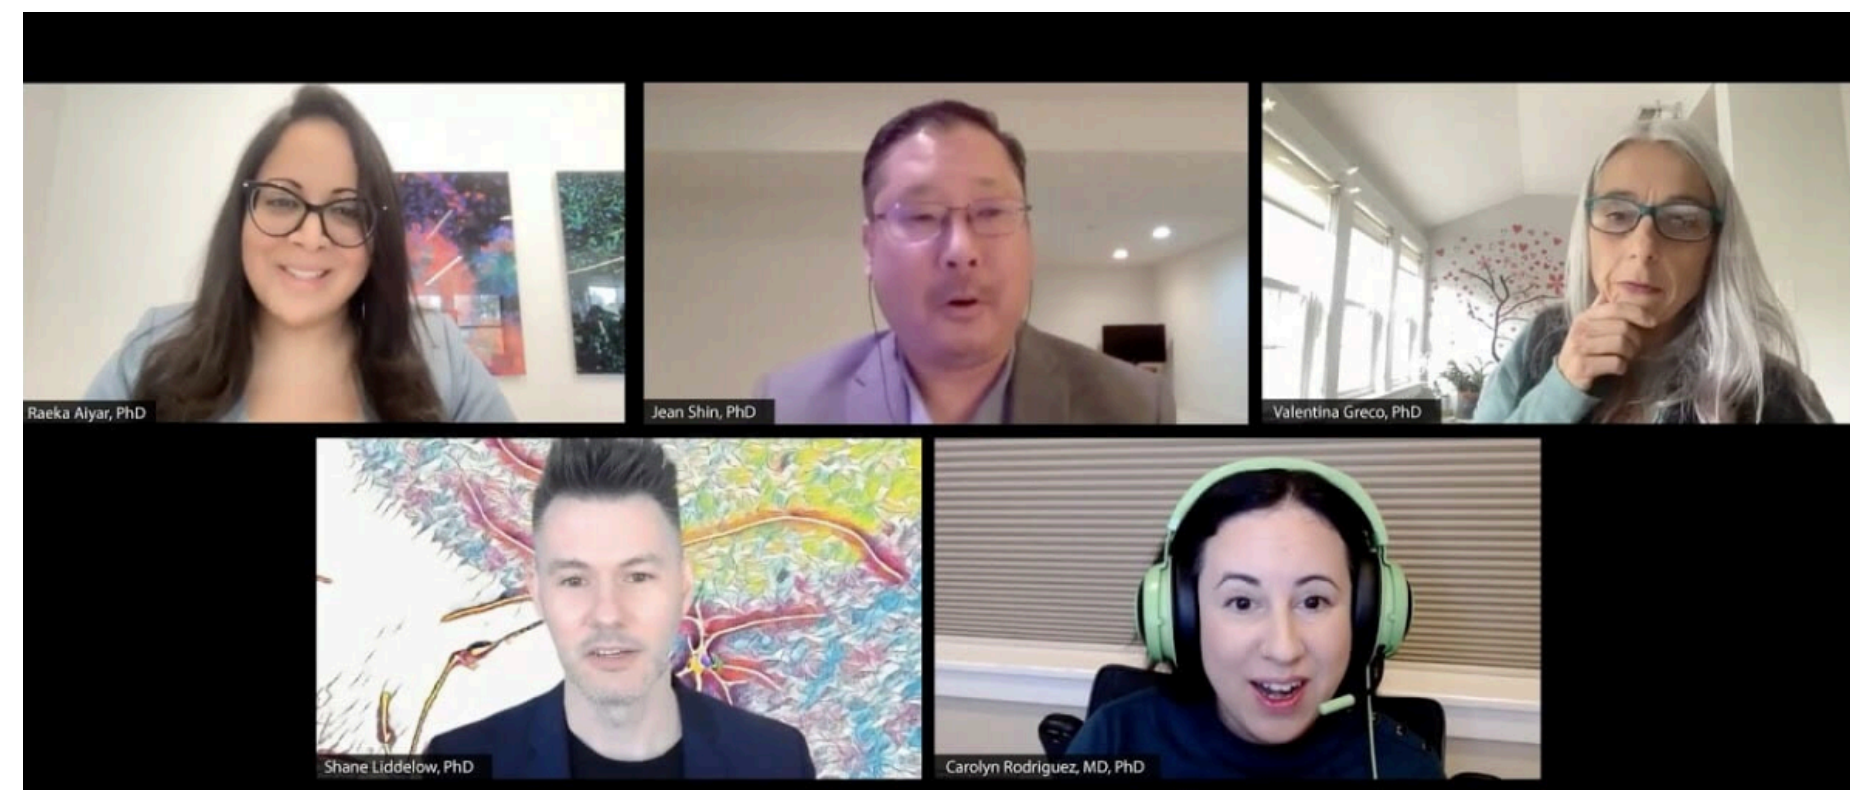 Raeka Aiyar, PhD
Jean Shin, PhD
Valentina Greco, PhD
Shane Liddelow, PhD
Carolyn Rodriguez, MD, PhD